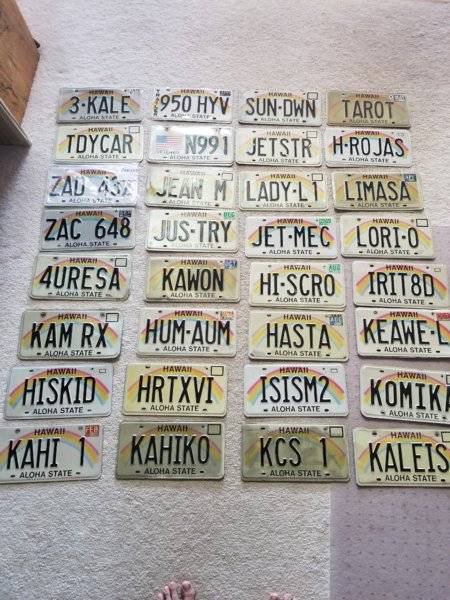 HAWAII
3·KALE
ALOHA STATE
950 HYV
ALOHA STATE
HAWAII
SUN·DWN
ALOHA STATE
HAWAII
TAROT
ALOHA STATE
HAWAII
TDYCAR
ALOHA STATE
N991
HAWAII
JETSTR
ALOHA STATE
HAWAII
H·ROJAS
ALOHA STATE
ZAD 432
HAWAII
JEAN M
ALOHA STATE
HAWAII
LADY·L1
ALOHA STATE
HAWAII
LIMASA
ALOHA STATE
HAWAII
ZAC 648
ALOHA STATE
HAWAII
DEC
JUS·TRY
ALOHA STATE
HAWAII
JET·MEC
ALOHA STATE
HAWAII
LORI·O
ALOHA STATE
HAWAII
4URESA
ALOHA STATE
HAWAII
KAWON
ALOHA STATE
HAWAII
AUG
HI·SCRO
ALOHA STATE
HAWAII
IRIT8D
ALOHA STATE
HAWAII
KAM RX
ALOHA STATE
HAWAII
HUM·AUM
ALOHA STATE
HAWAII
HASTA
ALOHA STATE
HAWAII
KEAWE-L
ALOHA STATE
HAWAII
HISKID
ALOHA STATE
HAWAII
HRTXVI
ALOHA STATE
HAWAII
ISISM2
ALOHA STATE
HAWAII
KOMIKA
ALOHA STATE
HAWAII
FEB
KAHI 1
ALOHA STATE
HAWAII
KAHIKO
ALOHA STATE
HAWAII
KCS 1
ALOHA STATE
HAWAII
KALEIS
ALOHA STATE